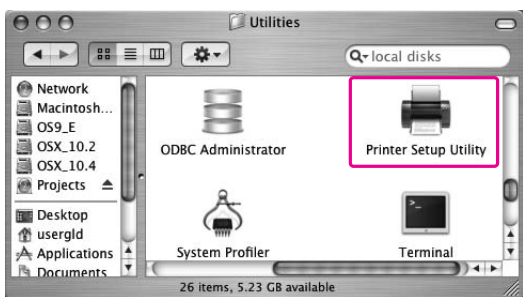 Utilities
local disks
Network
Macintosh...
OS9_E
OSX_10.2
OSX_10.4
Projects
Desktop
usergld
Applications
Documents
ODBC Administrator
Printer Setup Utility
System Profiler
Terminal
26 items, 5.23 GB available